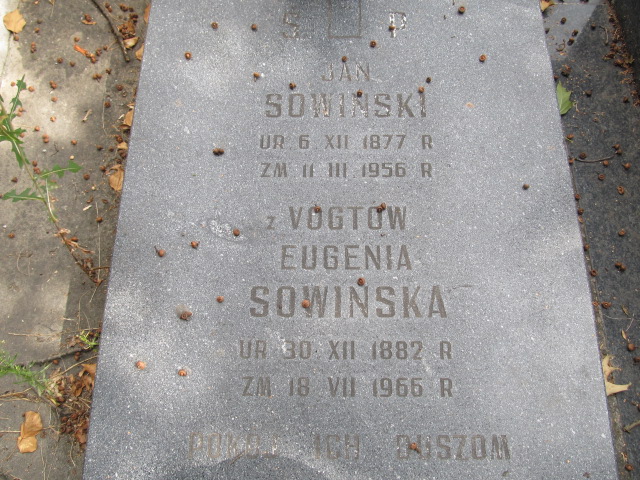 Ś P
JAN
SOWIŃSKI
UR 6 XII 1877 R
ZM 11 III 1956 R
z VOGTÓW
EUGENIA
SOWIŃSKA
UR 30 XII 1882 R
ZM 18 VII 1966 R
POKÓJ ICH DUSZOM